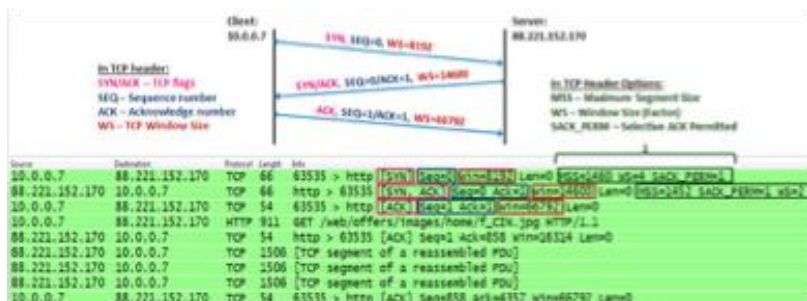 Client:
10.0.0.7
Server:
88.221.152.170
SYN, SEQ=0, WS=8192
SYN/ACK, SEQ=0/ACK=1, WS=14600
ACK, SEQ=1/ACK=1, WS=66792
In TCP header:
SYN/ACK – TCP flags
SEQ – Sequence number
ACK – Acknowledge number
WS – TCP Window Size
In TCP Header Options:
MSS – Maximum Segment Size
WS – Window Size (Factor)
SACK_PERM – Selective ACK Permitted
Source Destination Protocol Length Info
10.0.0.7 88.221.152.170 TCP 66 63535 > http [SYN] Seq=0 Win=8192 Len=0 MSS=1460 WS=4 SACK_PERM=1
88.221.152.170 10.0.0.7 TCP 66 http > 63535 [SYN, ACK] Seq=0 Ack=1 Win=14600 Len=0 MSS=1452 SACK_PERM=1
10.0.0.7 88.221.152.170 TCP 54 63535 > http [ACK] Seq=1 Ack=1 Win=66792 Len=0
10.0.0.7 88.221.152.170 HTTP 911 GET /web/offers/images/home/f_CIN.jpg HTTP/1.1
88.221.152.170 10.0.0.7 TCP 54 http > 63535 [ACK] Seq=1 Ack=858 Win=16314 Len=0
88.221.152.170 10.0.0.7 TCP 1506 [TCP segment of a reassembled PDU]
88.221.152.170 10.0.0.7 TCP 1506 [TCP segment of a reassembled PDU]
88.221.152.170 10.0.0.7 TCP 1506 [TCP segment of a reassembled PDU]
10.0.0.7 88.221.152.170 TCP 54 63535 > http [ACK] Seq=858 Ack=4357 Win=66792 Len=0